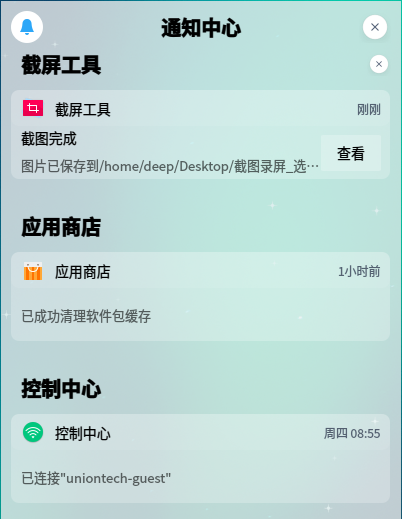 通知中心
截屏工具
截屏工具 刚刚
截图完成
图片已保存到/home/deep/Desktop/截图录屏_选… 查看
应用商店
应用商店 1小时前
已成功清理软件包缓存
控制中心
控制中心 周四 08:55
已连接"uniontech-guest"